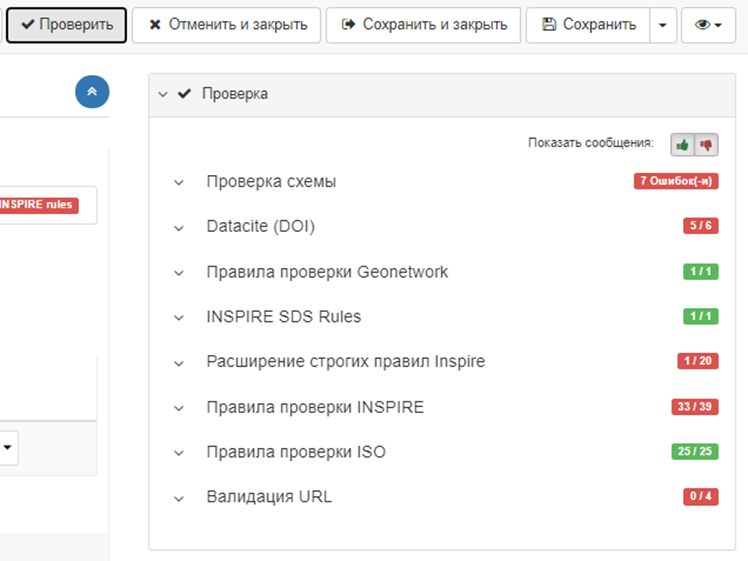 Проверить
Отменить и закрыть
Сохранить и закрыть
Сохранить
Проверка
Показать сообщения:
INSPIRE rules
Проверка схемы 7 Ошибок(-и)
Datacite (DOI) 5 / 6
Правила проверки Geonetwork 1 / 1
INSPIRE SDS Rules 1 / 1
Расширение строгих правил Inspire 1 / 20
Правила проверки INSPIRE 33 / 39
Правила проверки ISO 25 / 25
Валидация URL 0 / 4